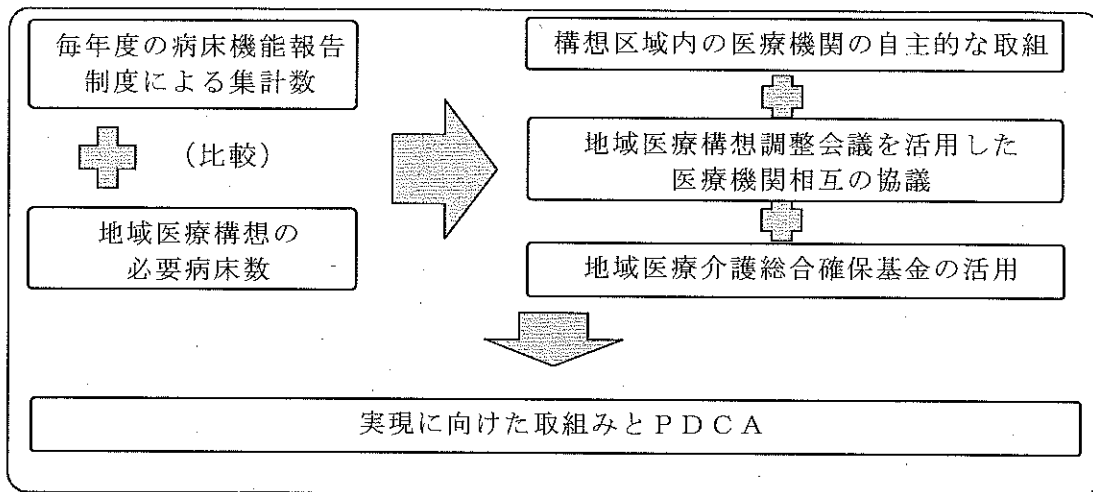 毎年度の病床機能報告
制度による集計数
(比較)
地域医療構想の
必要病床数
構想区域内の医療機関の自主的な取組
地域医療構想調整会議を活用した
医療機関相互の協議
地域医療介護総合確保基金の活用
実現に向けた取組みとPDCA